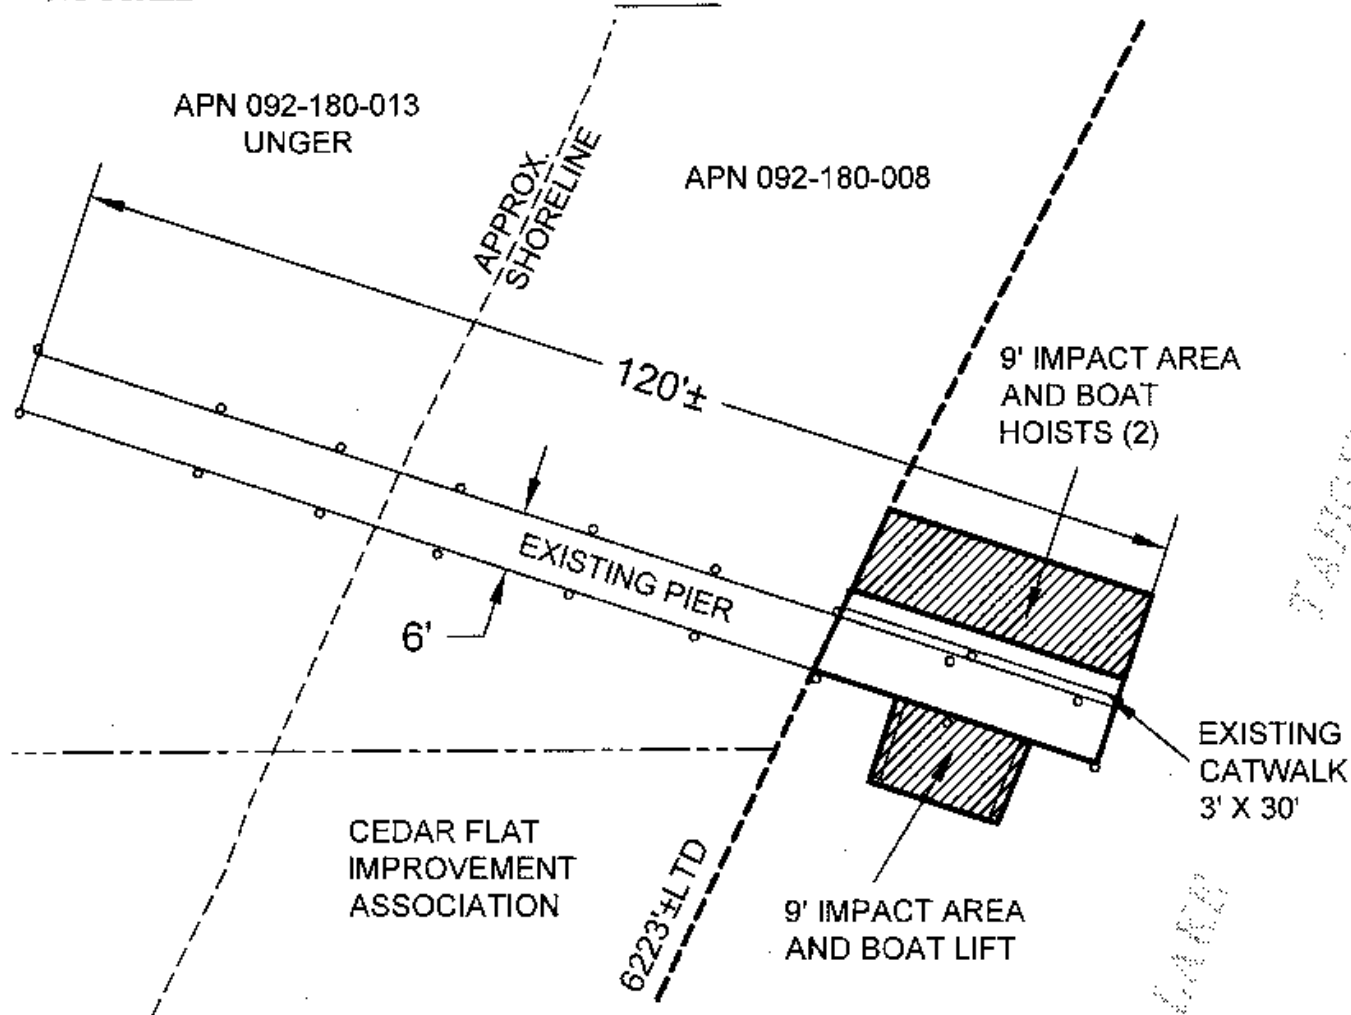 APN 092-180-013
UNGER
APPROX.
SHORELINE
APN 092-180-008
120'±
9' IMPACT AREA
AND BOAT
HOISTS (2)
EXISTING PIER
6'
EXISTING
CATWALK
3' X 30'
CEDAR FLAT
IMPROVEMENT
ASSOCIATION
6223'±LTD
9' IMPACT AREA
AND BOAT LIFT
LAKE